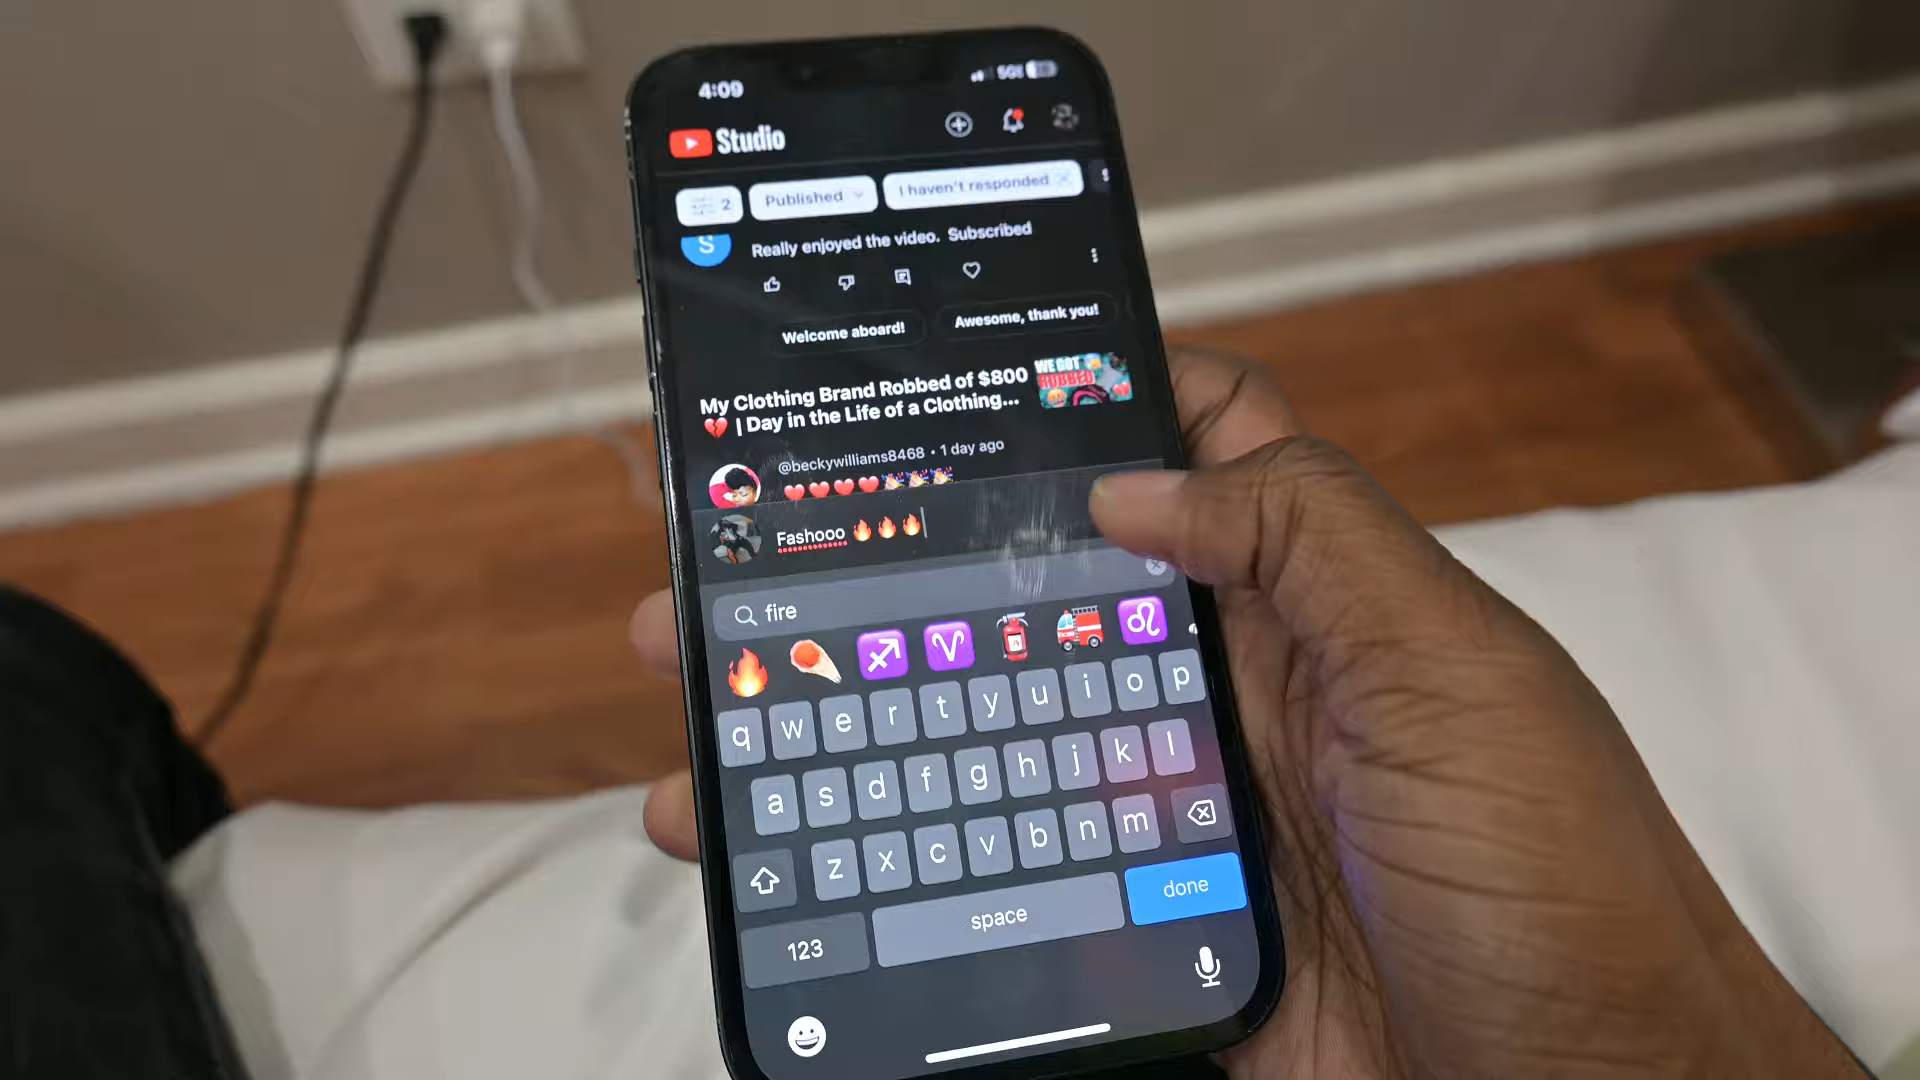 4:09
5G
Studio
2
Published
I haven't responded
S
Really enjoyed the video. Subscribed
Welcome aboard!
Awesome, thank you!
My Clothing Brand Robbed of $800
💔 | Day in the Life of a Clothing...
WE GOT
ROBBED
@beckywilliams8468 • 1 day ago
❤️❤️❤️❤️🎉🎉🎉
Fashooo 🔥🔥🔥
fire
q w e r t y u i o p
a s d f g h j k l
z x c v b n m
123
space
done